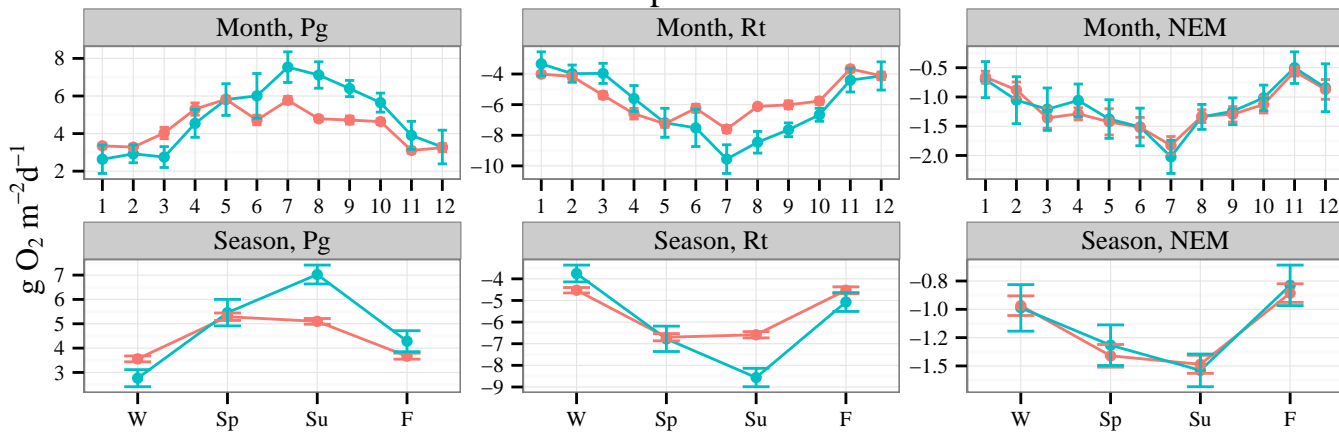 Month, Pg
Month, Rt
Month, NEM
8
6
4
2
−4
−6
−8
−10
−0.5
−1.0
−1.5
−2.0
1 2 3 4 5 6 7 8 9 10 11 12
1 2 3 4 5 6 7 8 9 10 11 12
1 2 3 4 5 6 7 8 9 10 11 12
g O₂ m⁻²d⁻¹
Season, Pg
Season, Rt
Season, NEM
7
6
5
4
3
−4
−5
−6
−7
−8
−9
−0.8
−1.0
−1.2
−1.5
W Sp Su F
W Sp Su F
W Sp Su F